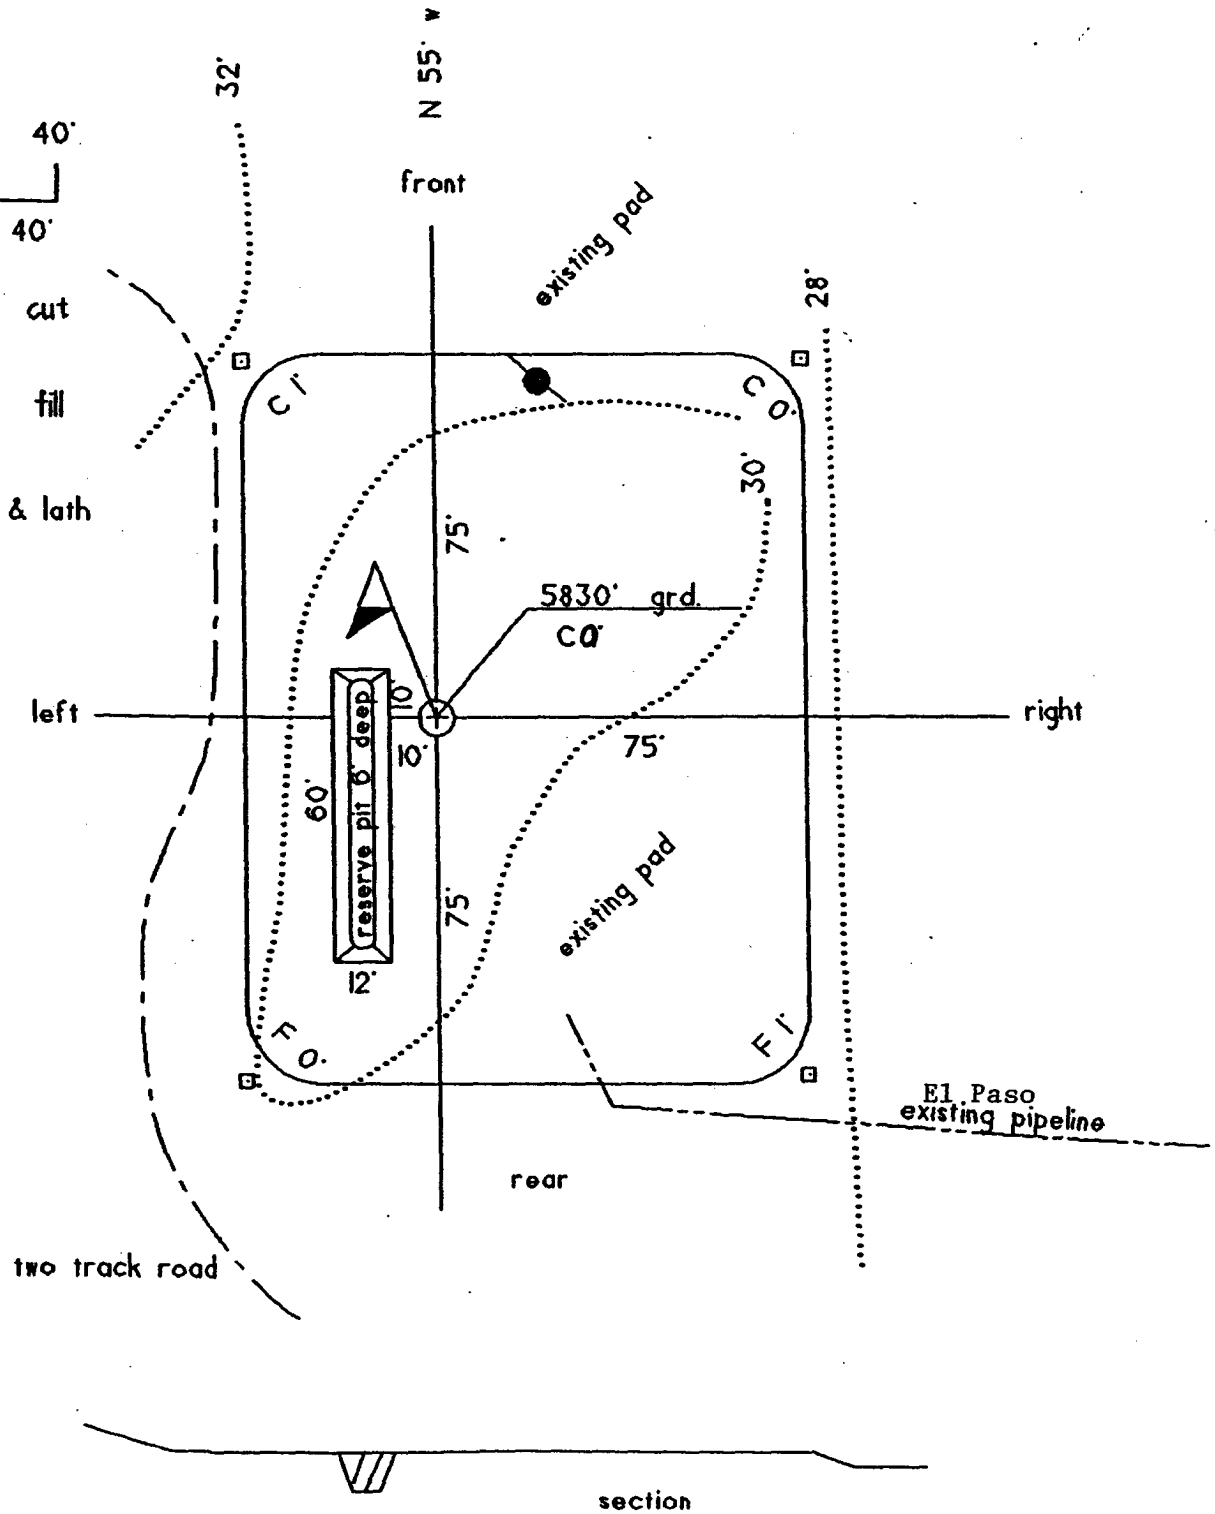 N 55° w
32'
40'
front
40'
existing pad
28'
cut
C 1'
C 0'
fill
30'
& lath
75'
5830' grd.
C 0'
left
10'
right
10'
75'
reserve pit 6' deep
60'
existing pad
75'
12'
F 0'
F 1'
El Paso
existing pipeline
rear
two track road
section